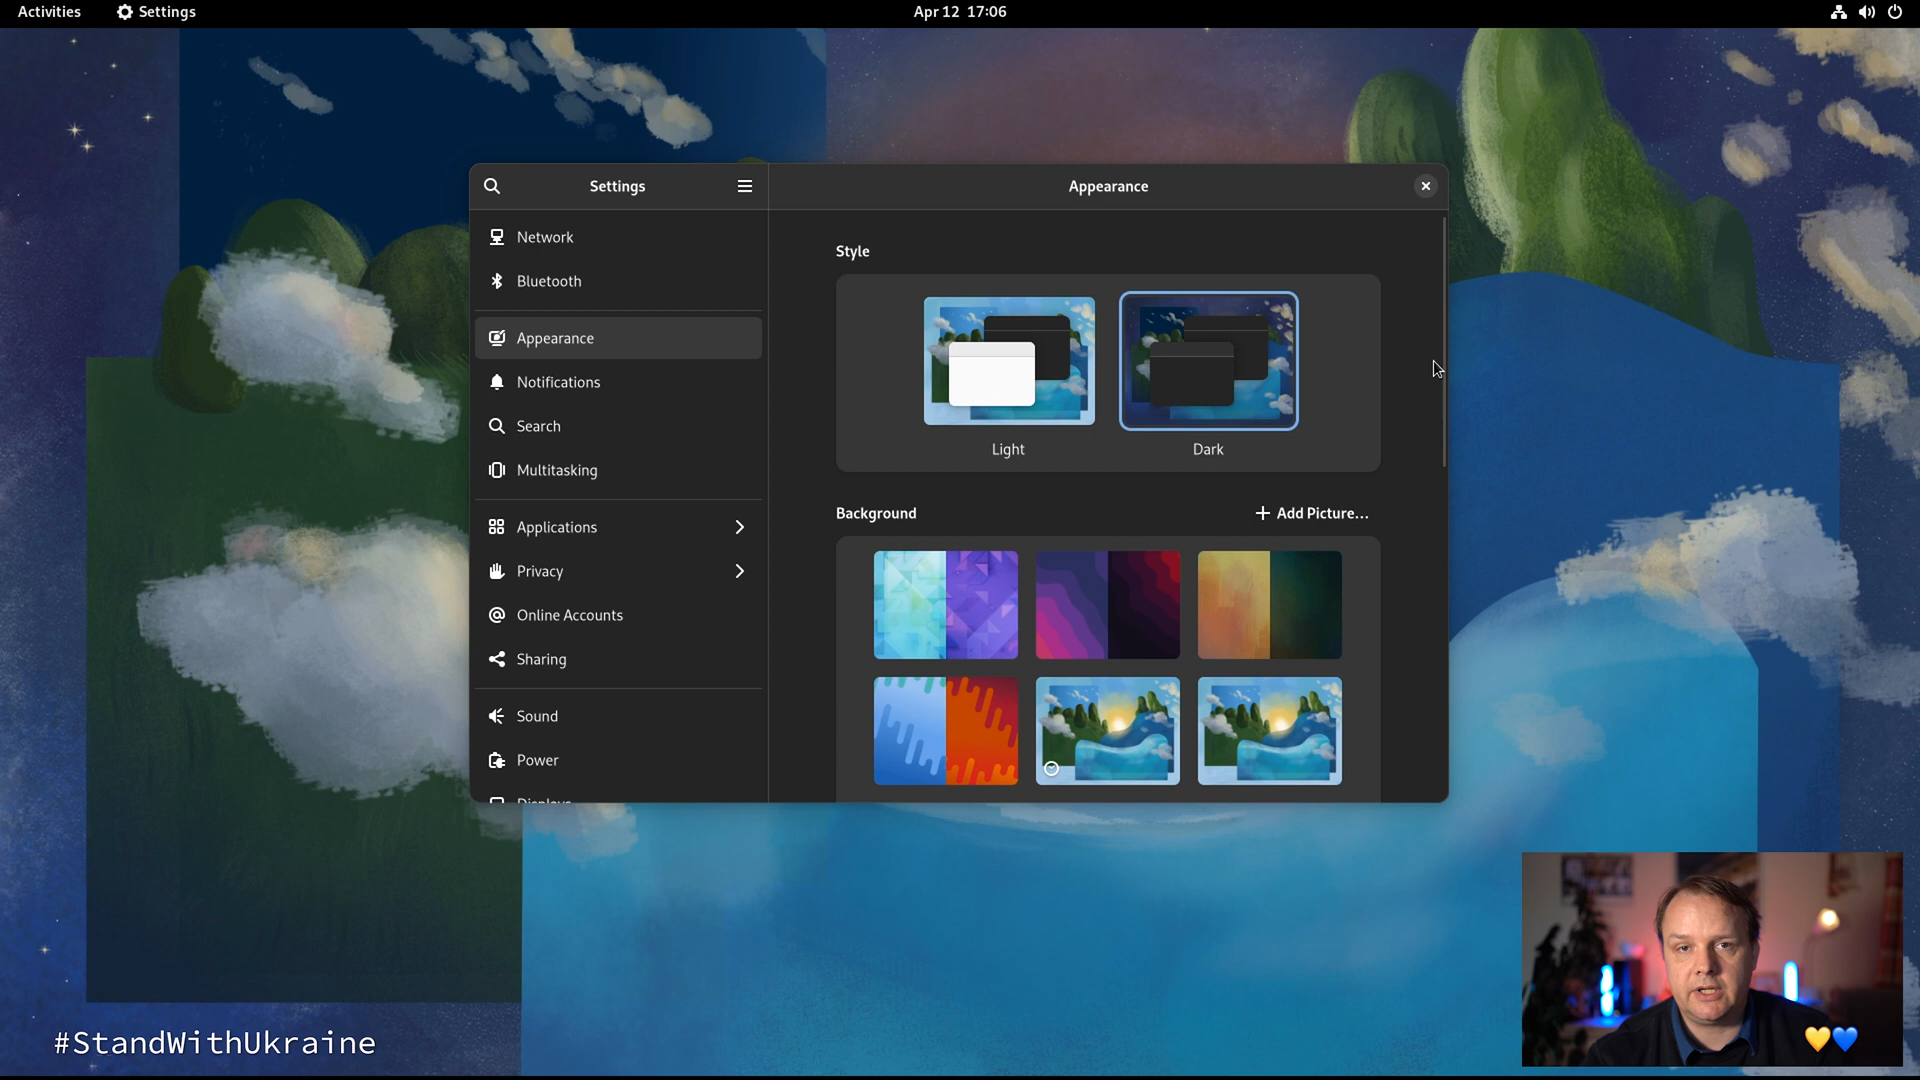 Activities
Settings
Apr 12 17:06
Settings
Appearance
Network
Bluetooth
Appearance
Notifications
Search
Multitasking
Applications
Privacy
Online Accounts
Sharing
Sound
Power
Displays
Style
Light
Dark
Background
+ Add Picture...
#StandWithUkraine